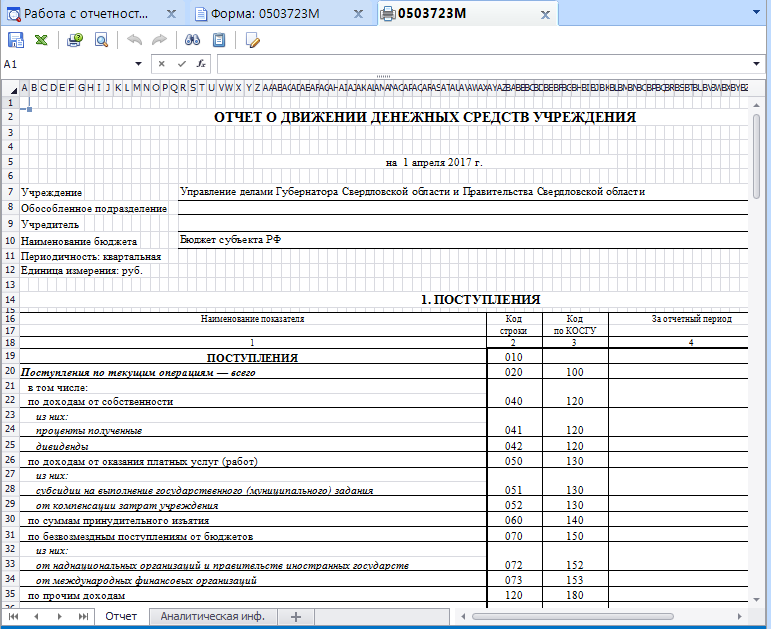 Работа с отчетност...
Форма: 0503723М
0503723М
A1
ОТЧЕТ О ДВИЖЕНИИ ДЕНЕЖНЫХ СРЕДСТВ УЧРЕЖДЕНИЯ
на 1 апреля 2017 г.
Учреждение Управление делами Губернатора Свердловской области и Правительства Свердловской области
Обособленное подразделение
Учредитель
Наименование бюджета Бюджет субъекта РФ
Периодичность: квартальная
Единица измерения: руб.
1. ПОСТУПЛЕНИЯ
Наименование показателя Код строки Код по КОСГУ За отчетный период
1 2 3 4
ПОСТУПЛЕНИЯ 010
Поступления по текущим операциям — всего 020 100
в том числе:
по доходам от собственности 040 120
из них:
проценты полученные 041 120
дивиденды 042 120
по доходам от оказания платных услуг (работ) 050 130
из них:
субсидии на выполнение государственного (муниципального) задания 051 130
от компенсации затрат учреждения 052 130
по суммам принудительного изъятия 060 140
по безвозмездным поступлениям от бюджетов 070 150
из них:
от наднациональных организаций и правительств иностранных государств 072 152
от международных финансовых организаций 073 153
по прочим доходам 120 180
Отчет Аналитическая инф.